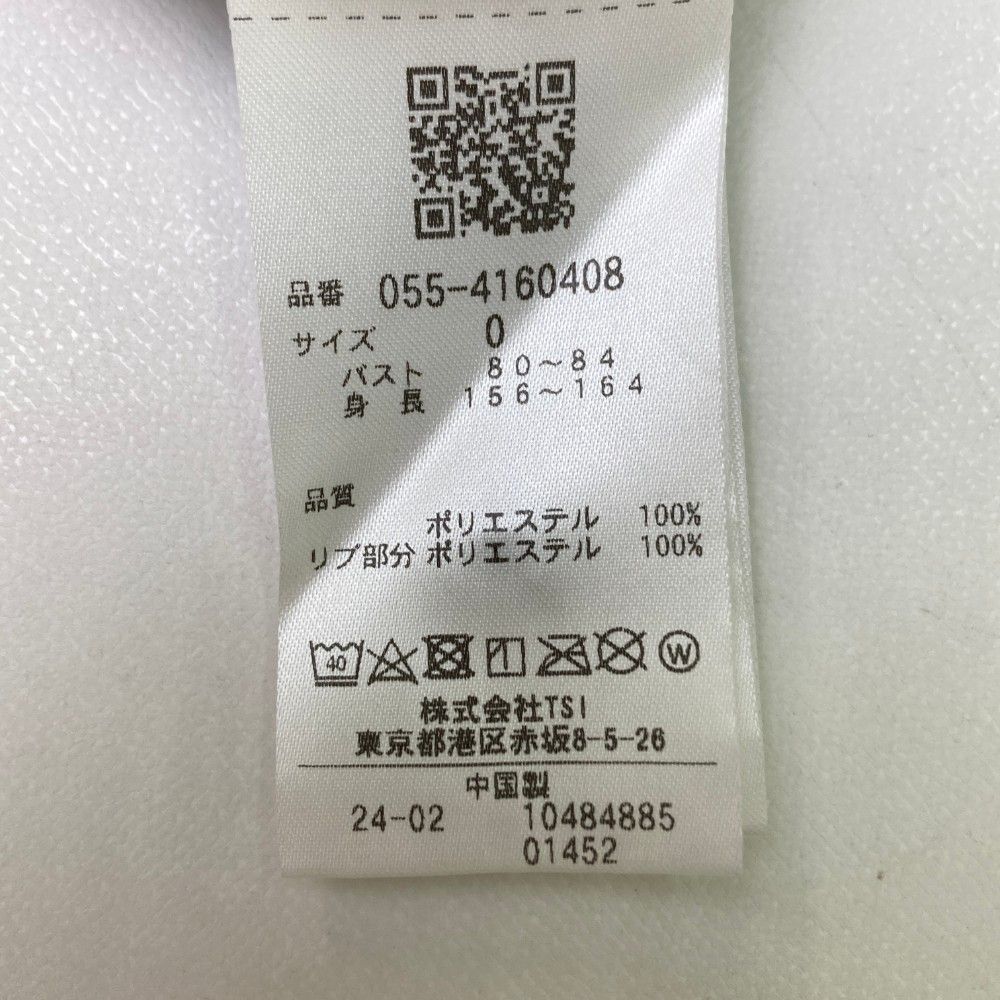 品番 055-4160408
サイズ 0
バスト 80～84
身長 156～164
品質
ポリエステル 100%
リブ部分 ポリエステル 100%
40 W
株式会社TSI
東京都港区赤坂8-5-26
中国製
24-02 10484885
01452